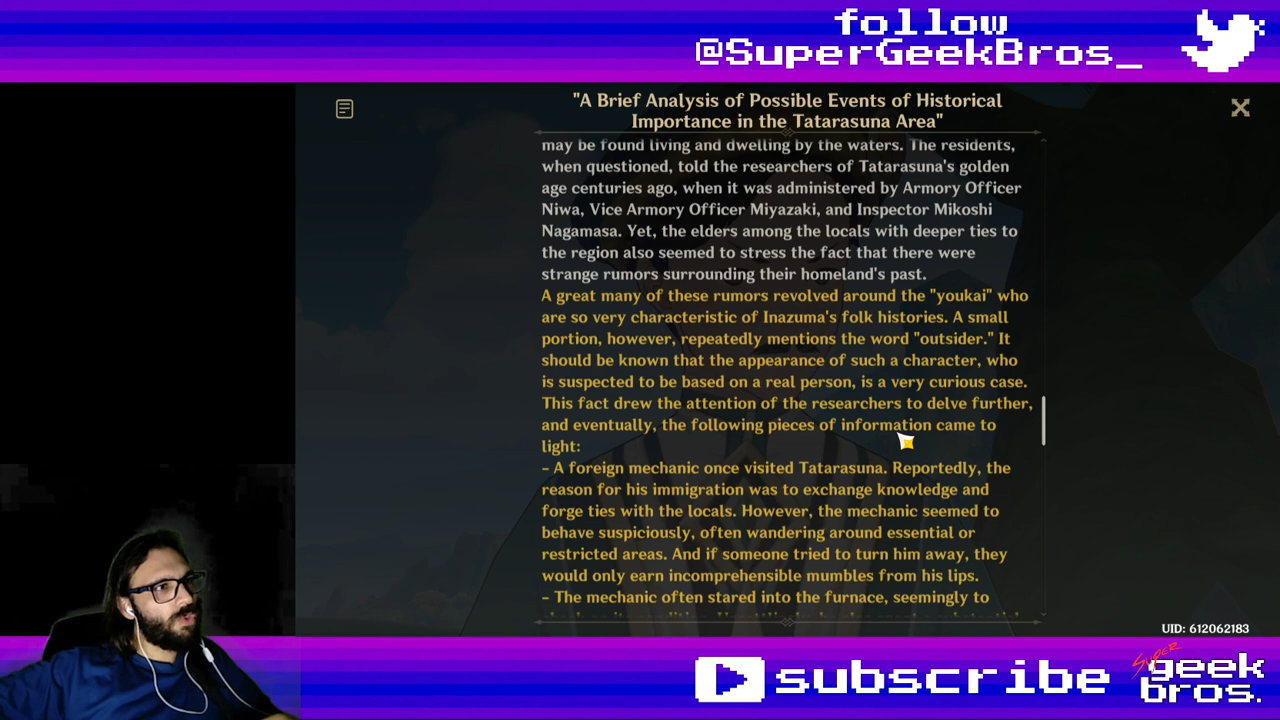 follow
@SuperGeekBros_
"A Brief Analysis of Possible Events of Historical
Importance in the Tatarasuna Area"
may be found living and dwelling by the waters. The residents,
when questioned, told the researchers of Tatarasuna's golden
age centuries ago, when it was administered by Armory Officer
Niwa, Vice Armory Officer Miyazaki, and Inspector Mikoshi
Nagamasa. Yet, the elders among the locals with deeper ties to
the region also seemed to stress the fact that there were
strange rumors surrounding their homeland's past.
A great many of these rumors revolved around the "youkai" who
are so very characteristic of Inazuma's folk histories. A small
portion, however, repeatedly mentions the word "outsider." It
should be known that the appearance of such a character, who
is suspected to be based on a real person, is a very curious case.
This fact drew the attention of the researchers to delve further,
and eventually, the following pieces of information came to
light:
– A foreign mechanic once visited Tatarasuna. Reportedly, the
reason for his immigration was to exchange knowledge and
forge ties with the locals. However, the mechanic seemed to
behave suspiciously, often wandering around essential or
restricted areas. And if someone tried to turn him away, they
would only earn incomprehensible mumbles from his lips.
– The mechanic often stared into the furnace, seemingly to
UID: 612062183
subscribe
SUPER
geek
bros.